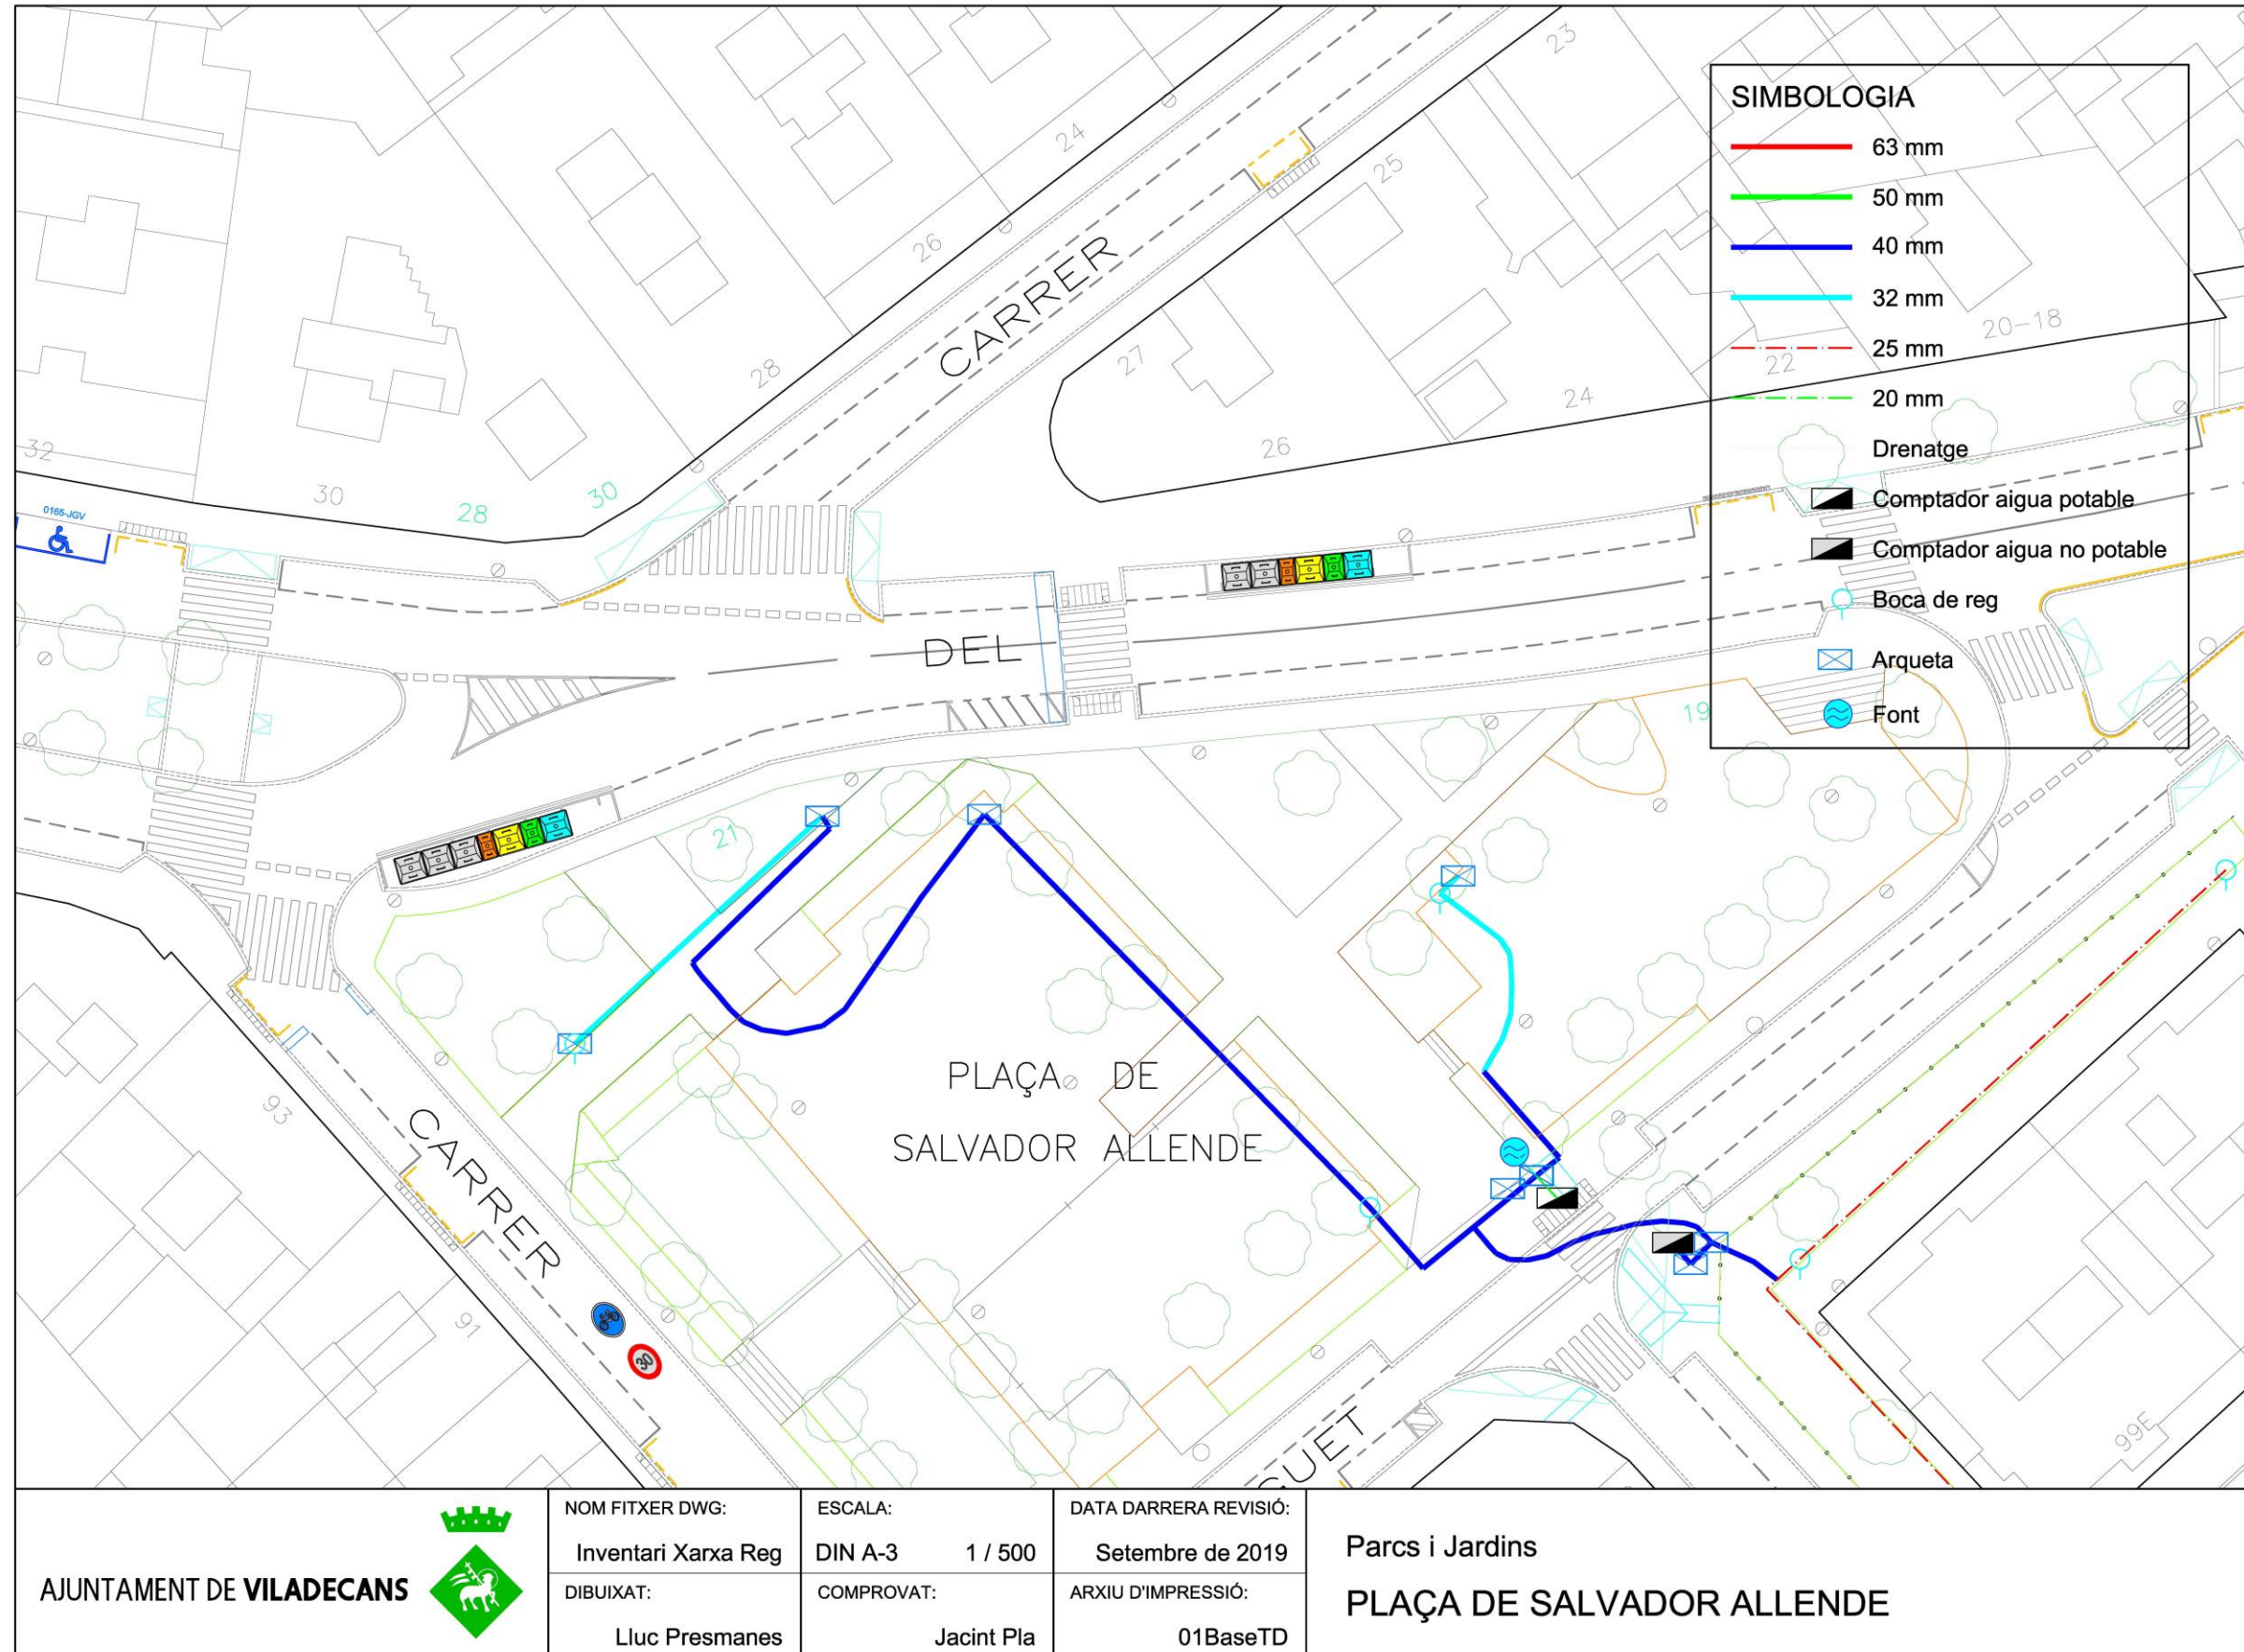 SIMBOLOGIA
63 mm
50 mm
40 mm
32 mm
25 mm
20 mm
Drenatge
Comptador aigua potable
Comptador aigua no potable
Boca de reg
Arqueta
Font
23
24
25
26
27
28
CARRER
20-18
22
24
26
32
30
28
30
0165-JGV
DEL
19
21
PLAÇA DE
SALVADOR ALLENDE
93
CARRER
91
30
GUET
99E
AJUNTAMENT DE VILADECANS
NOM FITXER DWG:
Inventari Xarxa Reg
DIBUIXAT:
Lluc Presmanes
ESCALA:
DIN A-3 1 / 500
COMPROVAT:
Jacint Pla
DATA DARRERA REVISIÓ:
Setembre de 2019
ARXIU D'IMPRESSIÓ:
01BaseTD
Parcs i Jardins
PLAÇA DE SALVADOR ALLENDE